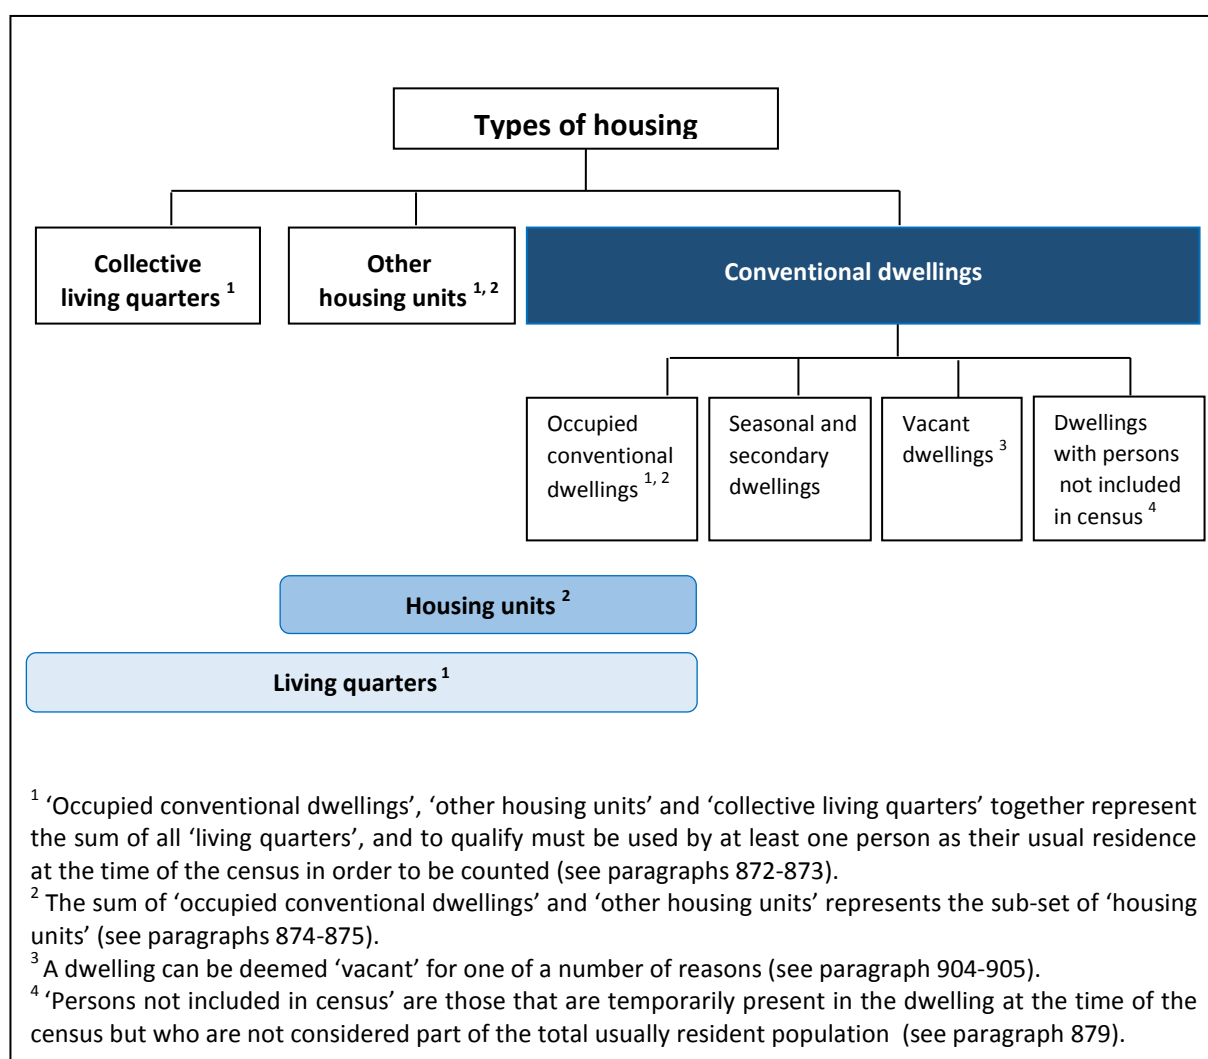 Types of housing
Collective
living quarters 1
Other
housing units 1, 2
Conventional dwellings
Occupied
conventional
dwellings 1, 2
Seasonal and
secondary
dwellings
Vacant
dwellings 3
Dwellings
with persons
not included
in census 4
Housing units 2
Living quarters 1
1 ‘Occupied conventional dwellings’, ‘other housing units’ and ‘collective living quarters’ together represent
the sum of all ‘living quarters’, and to qualify must be used by at least one person as their usual residence
at the time of the census in order to be counted (see paragraphs 872-873).
2 The sum of ‘occupied conventional dwellings’ and ‘other housing units’ represents the sub-set of ‘housing
units’ (see paragraphs 874-875).
3 A dwelling can be deemed ‘vacant’ for one of a number of reasons (see paragraph 904-905).
4 ‘Persons not included in census’ are those that are temporarily present in the dwelling at the time of the
census but who are not considered part of the total usually resident population (see paragraph 879).